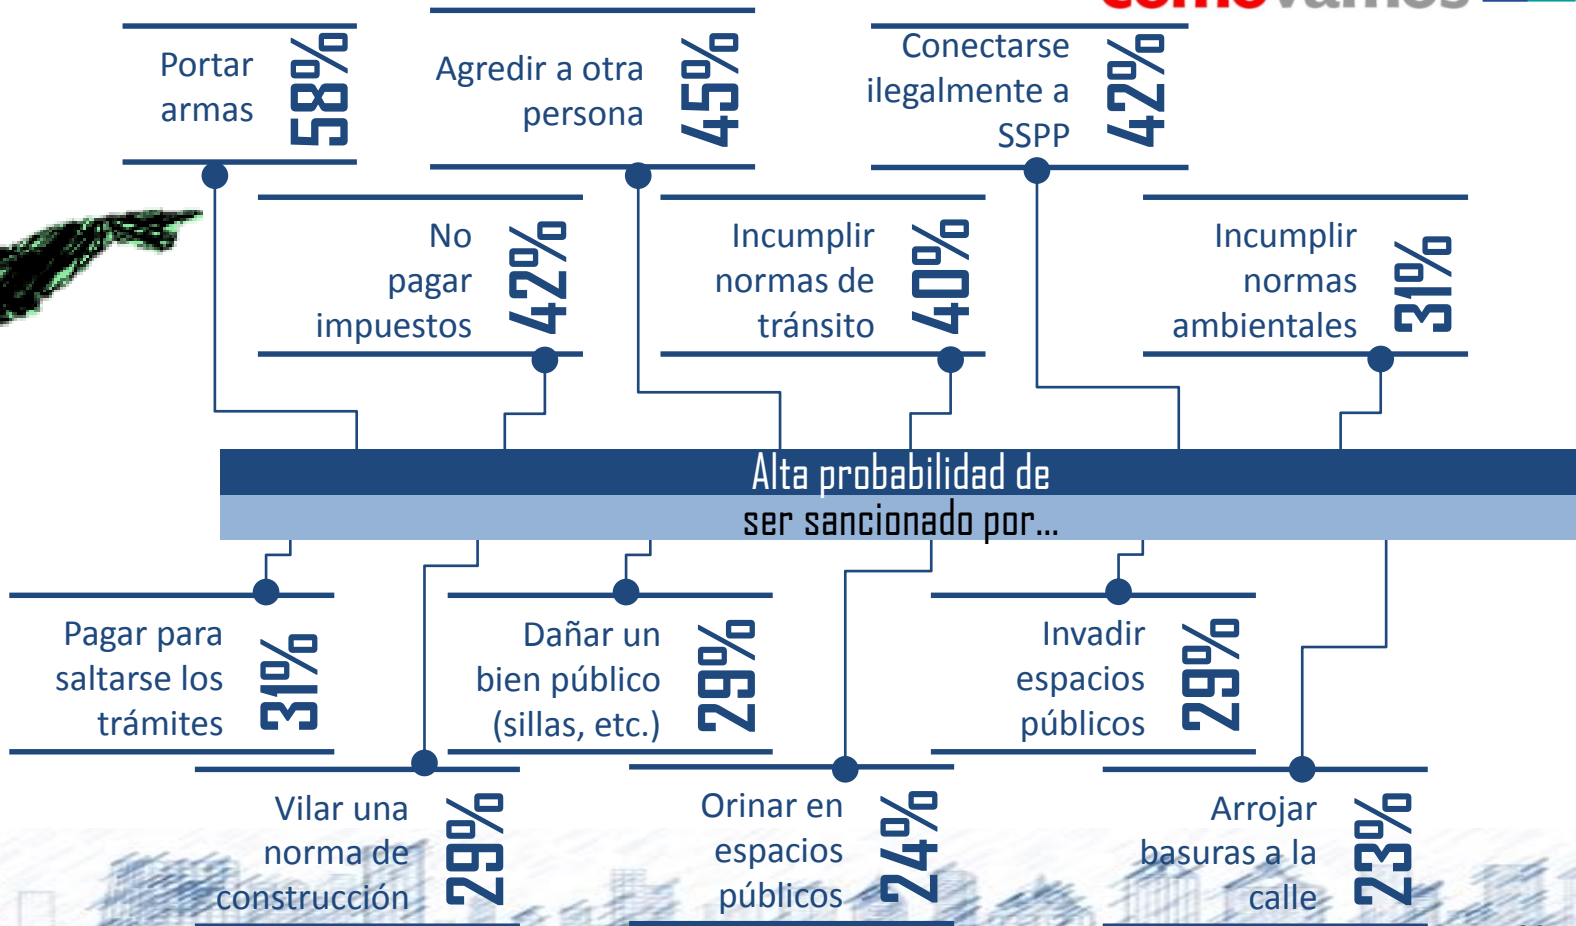 comovamos
Portar
armas
58%
Agredir a otra
persona
45%
Conectarse
ilegalmente a
SSPP
42%
No
pagar
impuestos
42%
Incumplir
normas de
tránsito
40%
Incumplir
normas
ambientales
31%
Alta probabilidad de
ser sancionado por...
Pagar para
saltarse los
trámites
31%
Dañar un
bien público
(sillas, etc.)
29%
Invadir
espacios
públicos
29%
Vilar una
norma de
construcción
29%
Orinar en
espacios
públicos
24%
Arrojar
basuras a la
calle
23%